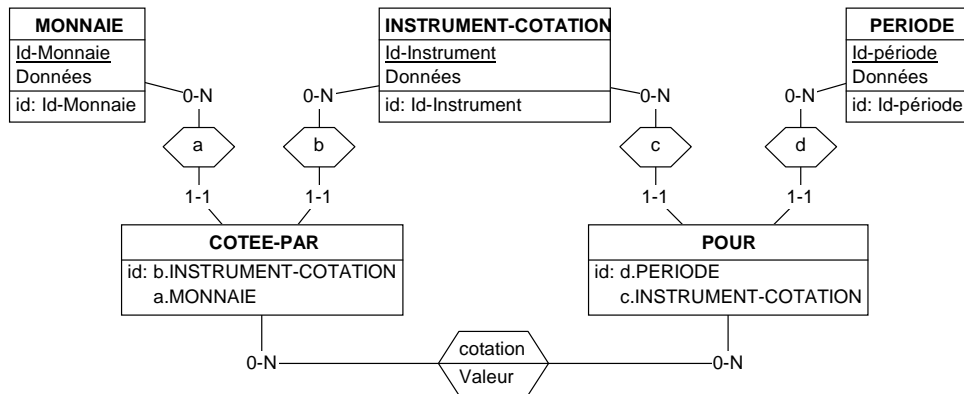 MONNAIE
Id-Monnaie
Données
id: Id-Monnaie
INSTRUMENT-COTATION
Id-Instrument
Données
id: Id-Instrument
PERIODE
Id-période
Données
id: Id-période
0-N
0-N
0-N
0-N
a
b
c
d
1-1
1-1
1-1
1-1
COTEE-PAR
id: b.INSTRUMENT-COTATION
a.MONNAIE
POUR
id: d.PERIODE
c.INSTRUMENT-COTATION
0-N
cotation
Valeur
0-N